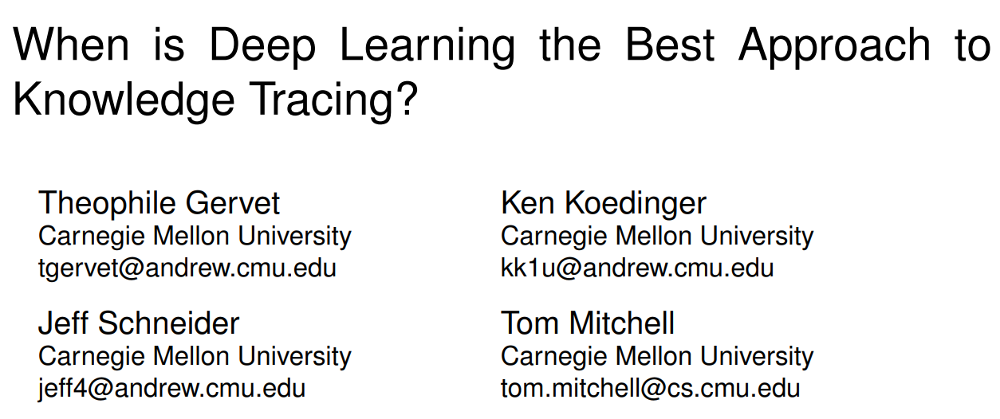 When is Deep Learning the Best Approach to
Knowledge Tracing?
Theophile Gervet
Carnegie Mellon University
tgervet@andrew.cmu.edu
Ken Koedinger
Carnegie Mellon University
kk1u@andrew.cmu.edu
Jeff Schneider
Carnegie Mellon University
jeff4@andrew.cmu.edu
Tom Mitchell
Carnegie Mellon University
tom.mitchell@cs.cmu.edu